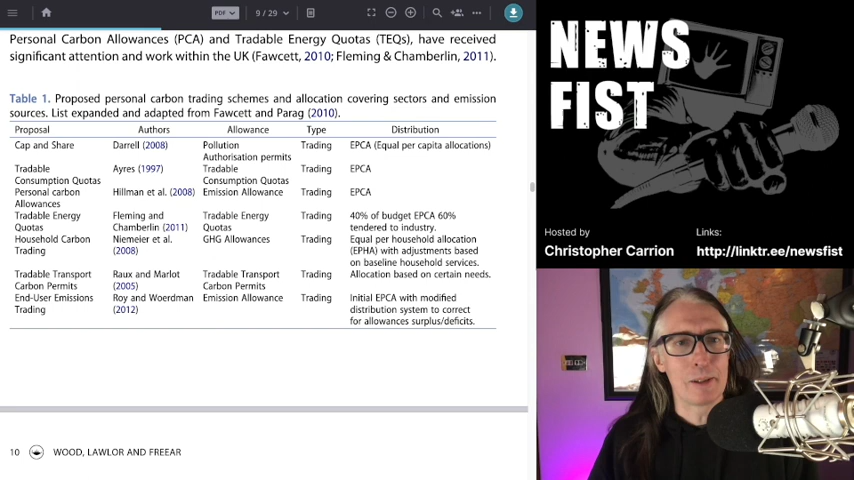 PDF
9 / 29
Personal Carbon Allowances (PCA) and Tradable Energy Quotas (TEQs), have received
significant attention and work within the UK (Fawcett, 2010; Fleming & Chamberlin, 2011).
Table 1. Proposed personal carbon trading schemes and allocation covering sectors and emission
sources. List expanded and adapted from Fawcett and Parag (2010).
Proposal Authors Allowance Type Distribution
Cap and Share Darrell (2008) Pollution Trading EPCA (Equal per capita allocations)
Authorisation permits
Tradable Ayres (1997) Tradable Trading EPCA
Consumption Quotas Consumption Quotas
Personal carbon Hillman et al. (2008) Emission Allowance Trading EPCA
Allowances
Tradable Energy Fleming and Tradable Energy Trading 40% of budget EPCA 60%
Quotas Chamberlin (2011) Quotas tendered to industry.
Household Carbon Niemeier et al. GHG Allowances Trading Equal per household allocation
Trading (2008) (EPHA) with adjustments based
on baseline household services.
Tradable Transport Raux and Marlot Tradable Transport Trading Allocation based on certain needs.
Carbon Permits (2005) Carbon Permits
End-User Emissions Roy and Woerdman Emission Allowance Trading Initial EPCA with modified
Trading (2012) distribution system to correct
for allowances surplus/deficits.
10 WOOD, LAWLOR AND FREEAR
NEWS
FIST
Hosted by Links:
Christopher Carrion http://linktr.ee/newsfist